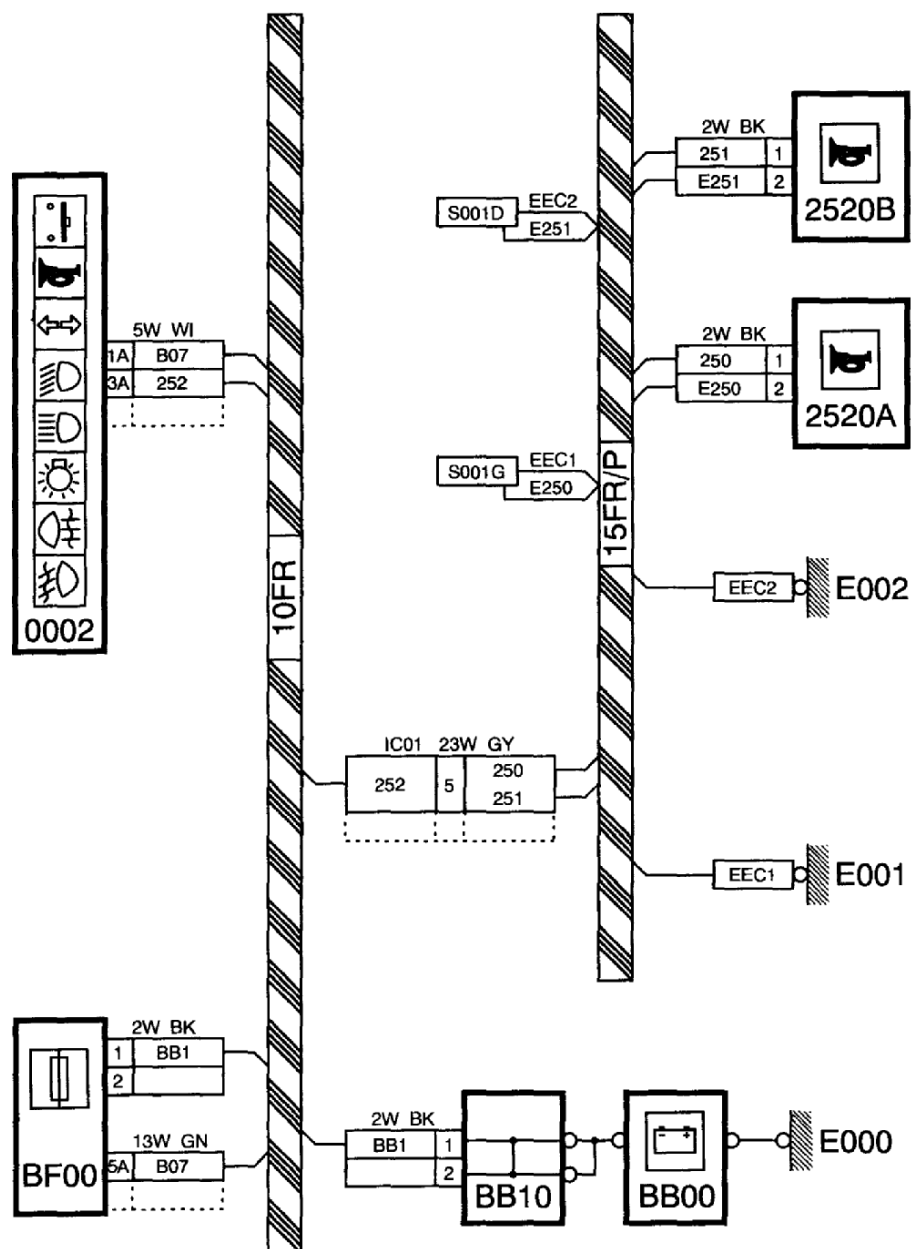 2W BK
251 1
E251 2
2520B
S001D
EEC2
E251
5W WI
1A B07
3A 252
0002
2W BK
250 1
E250 2
2520A
S001G
EEC1
E250
15FR/P
10FR
EEC2
E002
IC01 23W GY
252 5 250
251
EEC1
E001
2W BK
1 BB1
2
13W GN
5A B07
BF00
2W BK
BB1 1
2
BB10
- +
BB00
E000